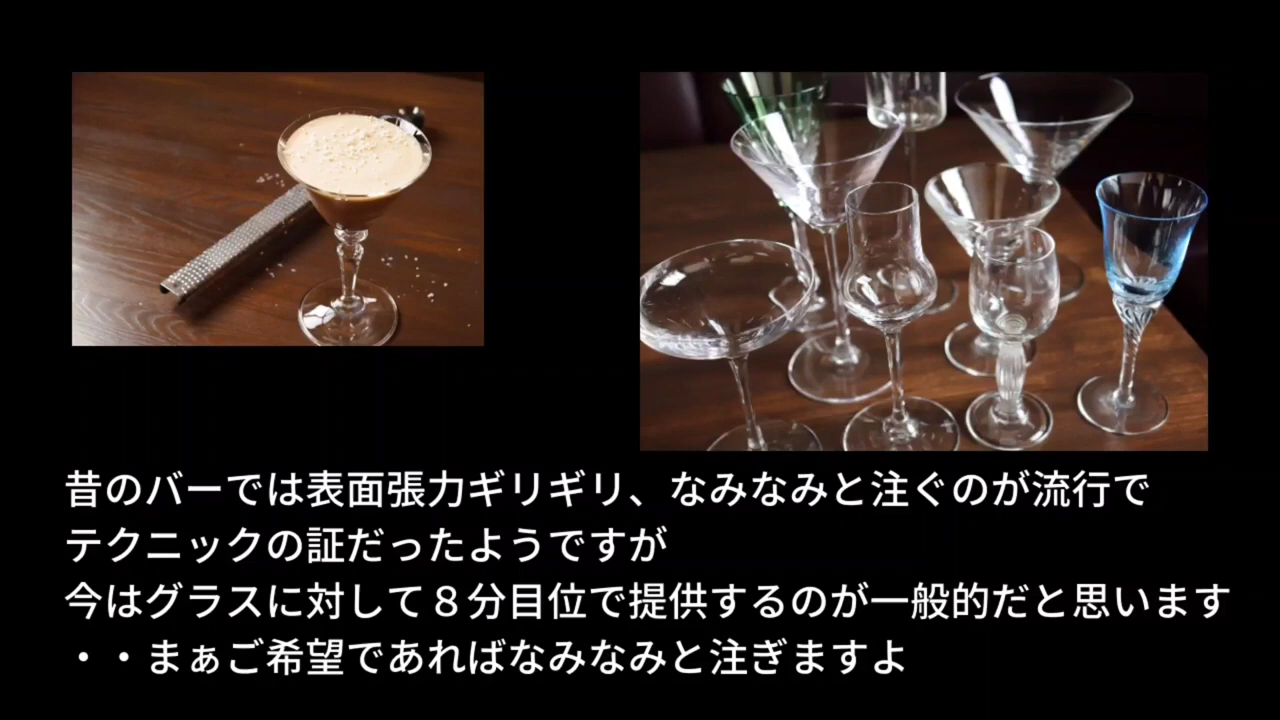 昔のバーでは表面張力ギリギリ、なみなみと注ぐのが流行で
テクニックの証だったようですが
今はグラスに対して８分目位で提供するのが一般的だと思います
・・まぁご希望であればなみなみと注ぎますよ